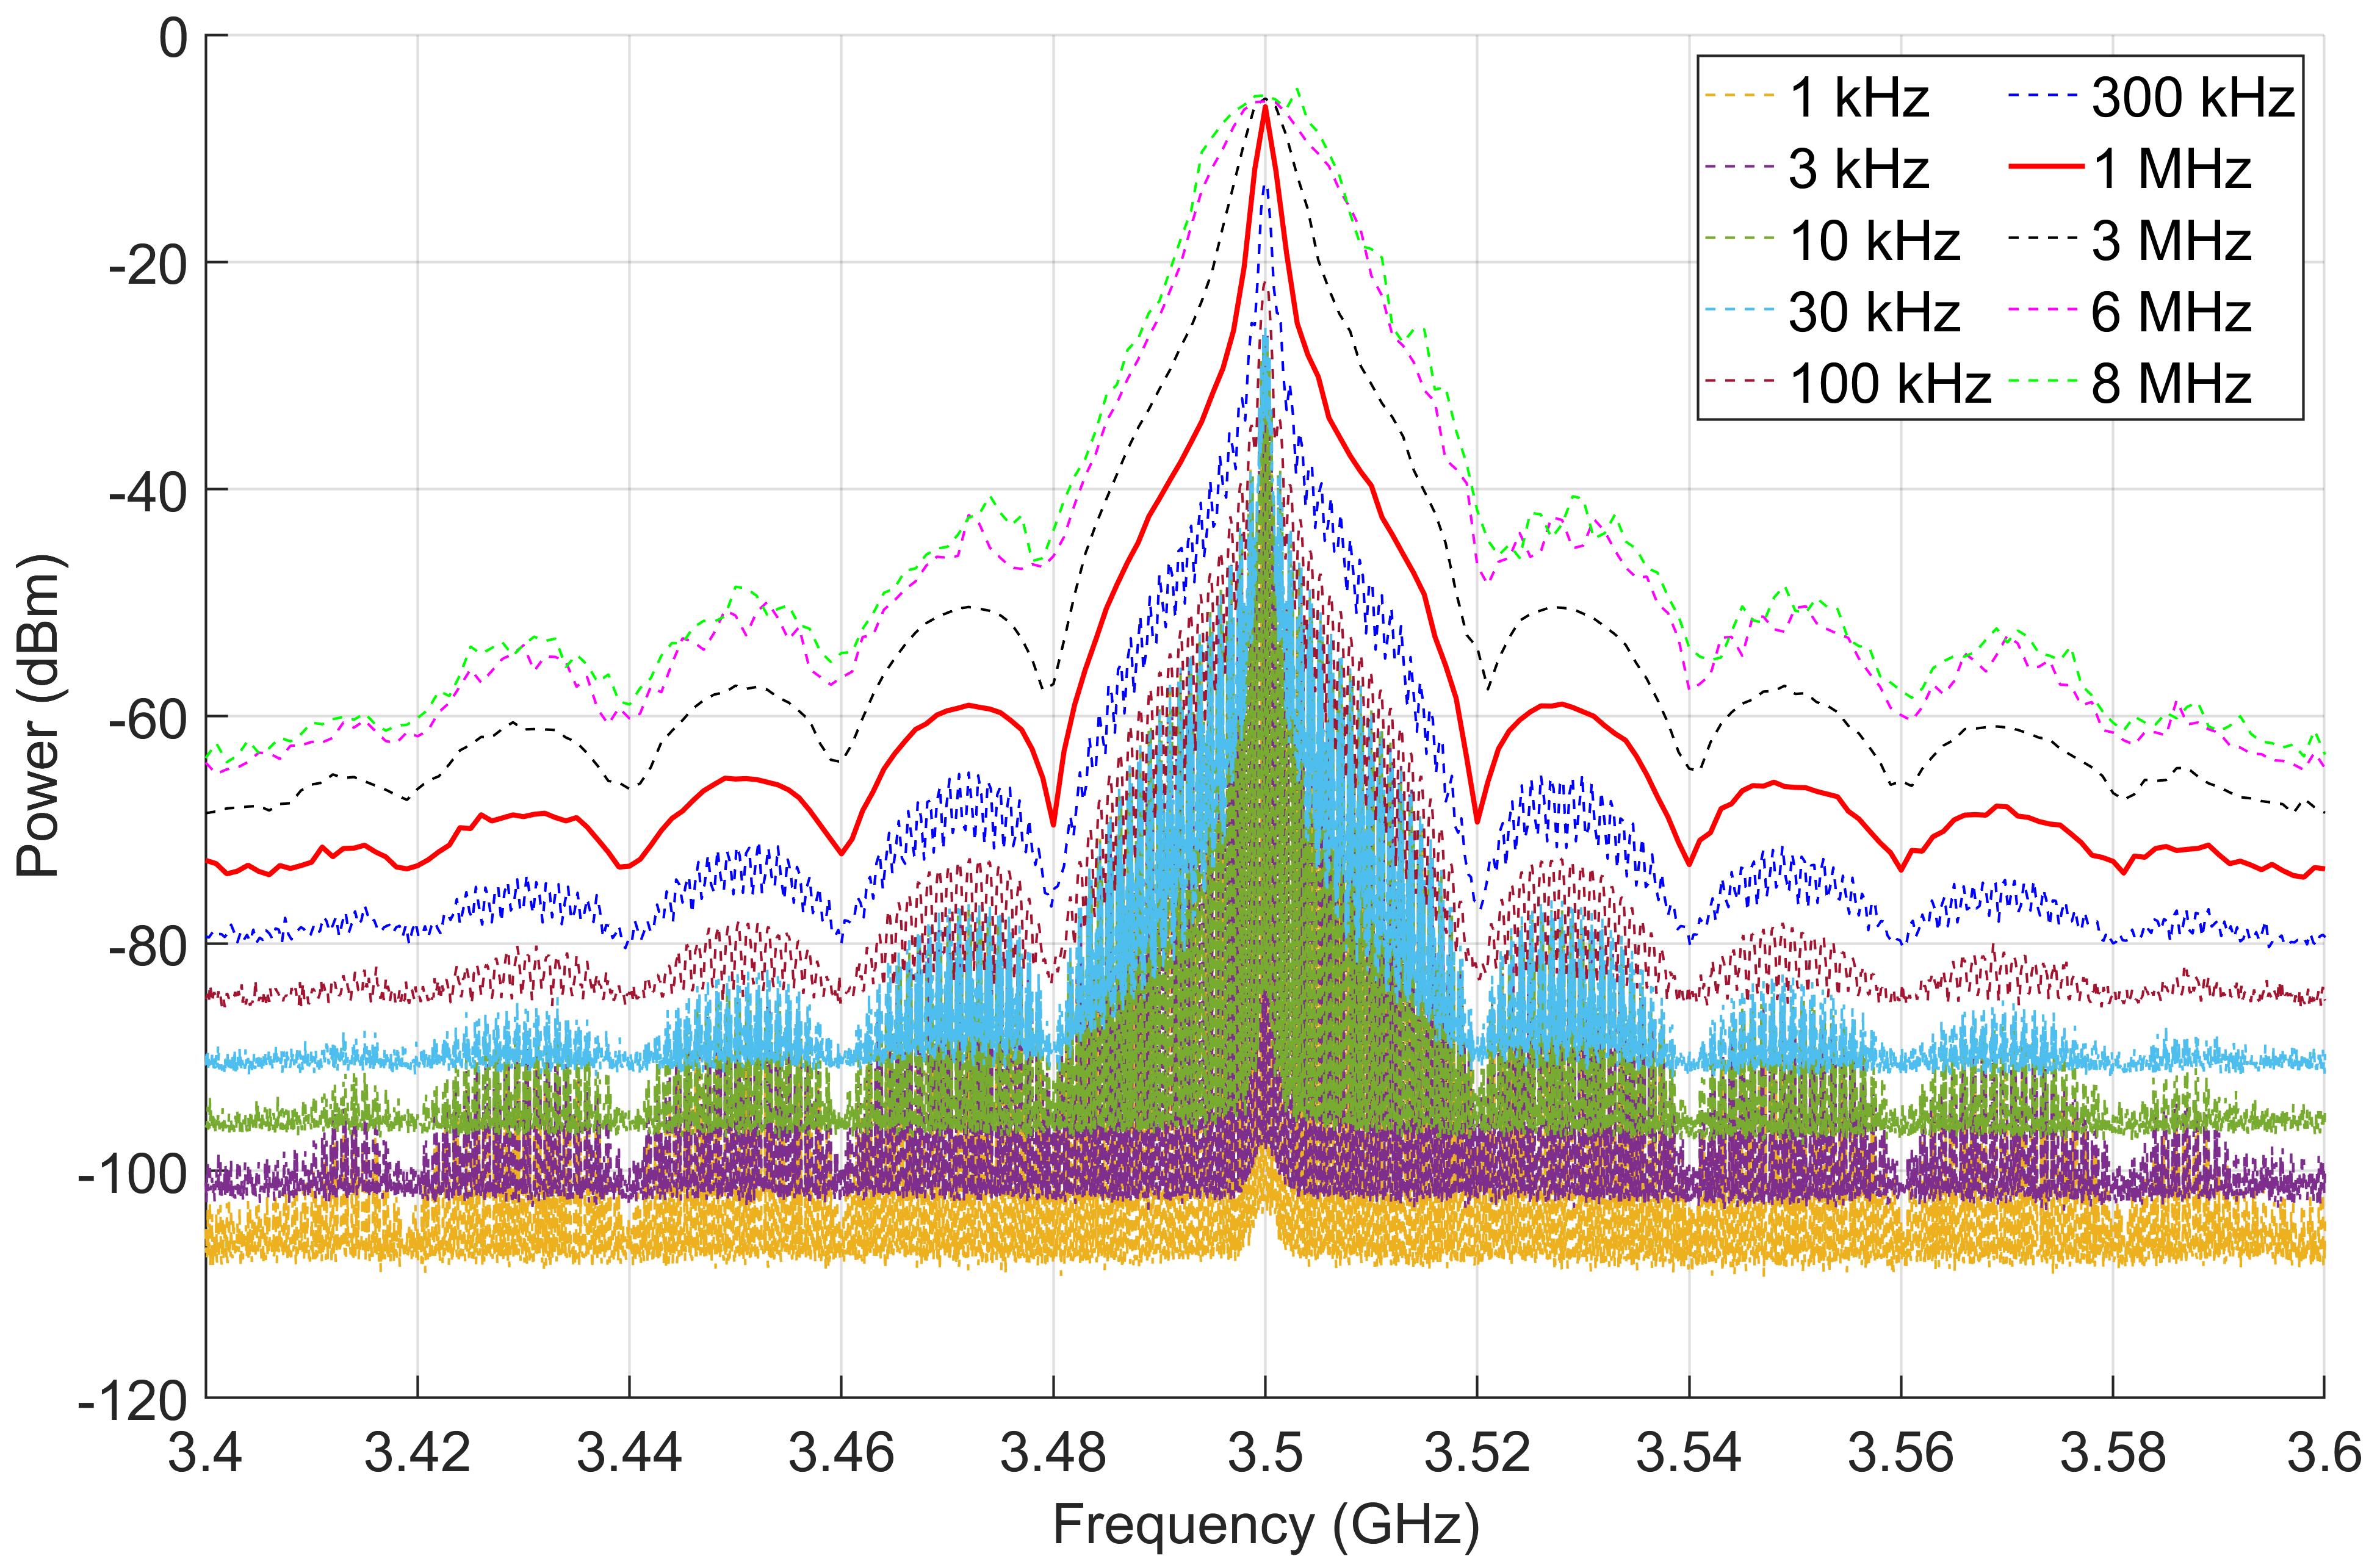 0
-20
-40
-60
-80
-100
-120
Power (dBm)
3.4 3.42 3.44 3.46 3.48 3.5 3.52 3.54 3.56 3.58 3.6
Frequency (GHz)
1 kHz 300 kHz
3 kHz 1 MHz
10 kHz 3 MHz
30 kHz 6 MHz
100 kHz 8 MHz